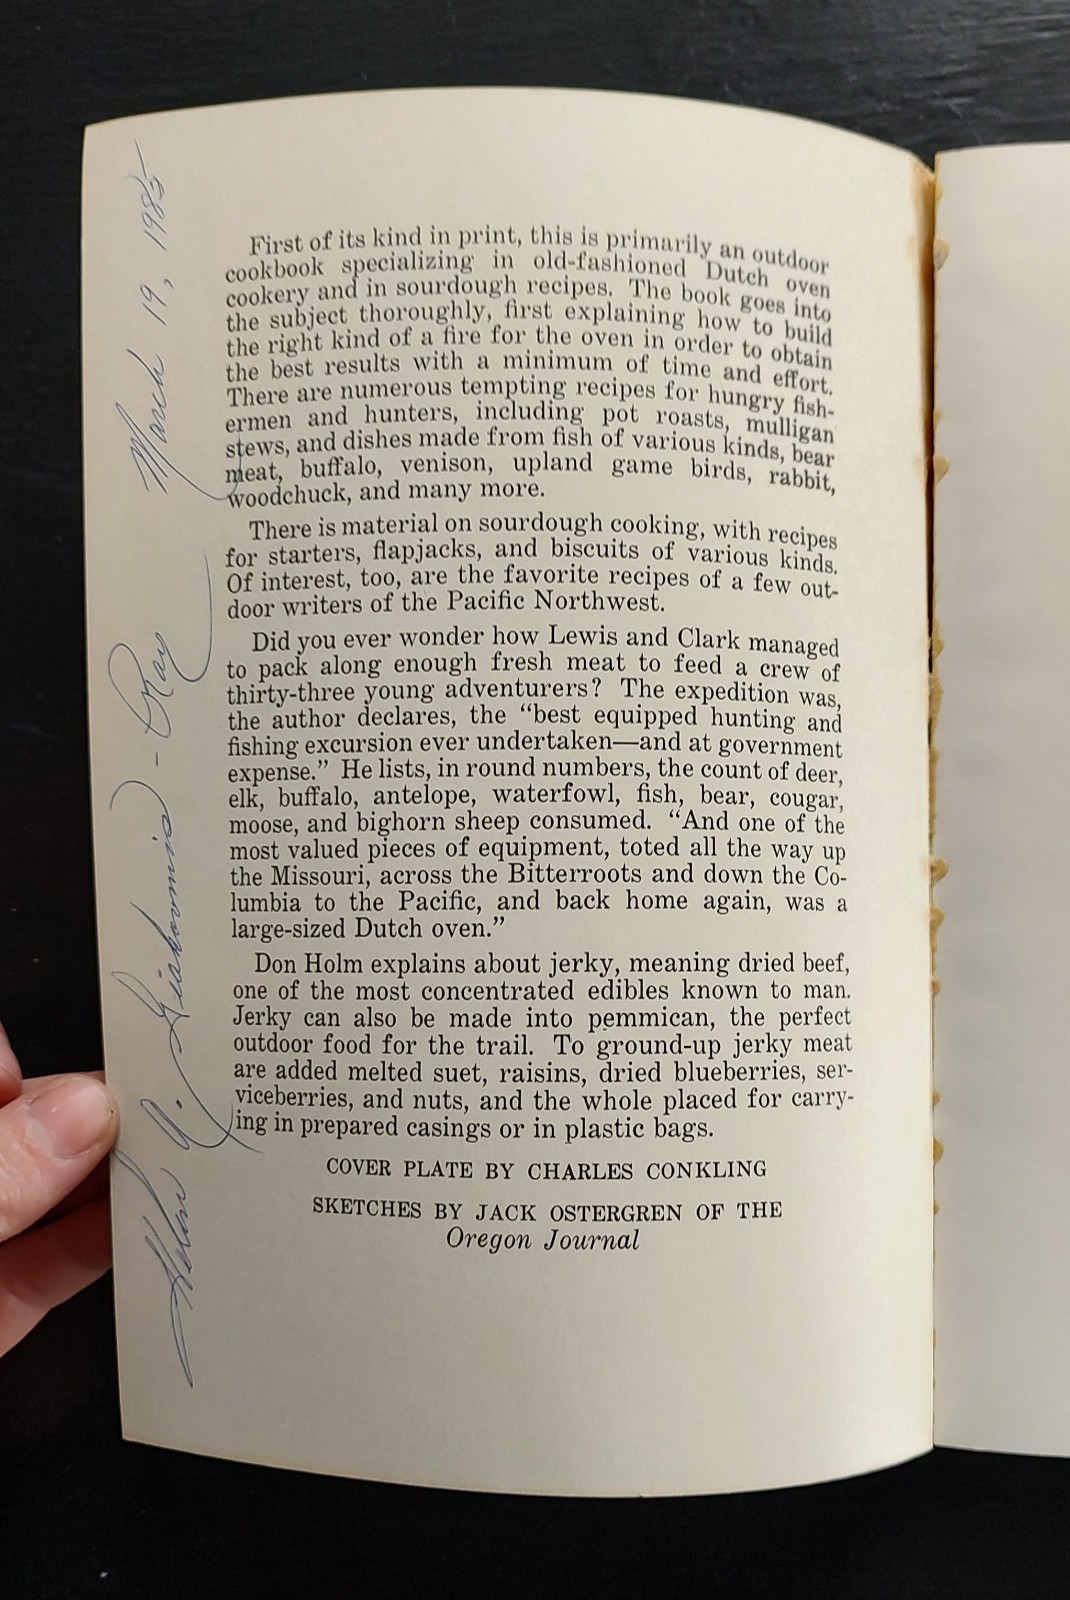 First of its kind in print, this is primarily an outdoor
cookbook specializing in old-fashioned Dutch oven
cookery and in sourdough recipes. The book goes into
the subject thoroughly, first explaining how to build
the right kind of a fire for the oven in order to obtain
the best results with a minimum of time and effort.
There are numerous tempting recipes for hungry fish-
ermen and hunters, including pot roasts, mulligan
stews, and dishes made from fish of various kinds, bear
meat, buffalo, venison, upland game birds, rabbit,
woodchuck, and many more.
There is material on sourdough cooking, with recipes
for starters, flapjacks, and biscuits of various kinds.
Of interest, too, are the favorite recipes of a few out-
door writers of the Pacific Northwest.
Did you ever wonder how Lewis and Clark managed
to pack along enough fresh meat to feed a crew of
thirty-three young adventurers? The expedition was,
the author declares, the “best equipped hunting and
fishing excursion ever undertaken—and at government
expense.” He lists, in round numbers, the count of deer,
elk, buffalo, antelope, waterfowl, fish, bear, cougar,
moose, and bighorn sheep consumed. “And one of the
most valued pieces of equipment, toted all the way up
the Missouri, across the Bitterroots and down the Co-
lumbia to the Pacific, and back home again, was a
large-sized Dutch oven.”
Don Holm explains about jerky, meaning dried beef,
one of the most concentrated edibles known to man.
Jerky can also be made into pemmican, the perfect
outdoor food for the trail. To ground-up jerky meat
are added melted suet, raisins, dried blueberries, ser-
viceberries, and nuts, and the whole placed for carry-
ing in prepared casings or in plastic bags.
COVER PLATE BY CHARLES CONKLING
SKETCHES BY JACK OSTERGREN OF THE
Oregon Journal
Helen A. - Ray March 19, 1985